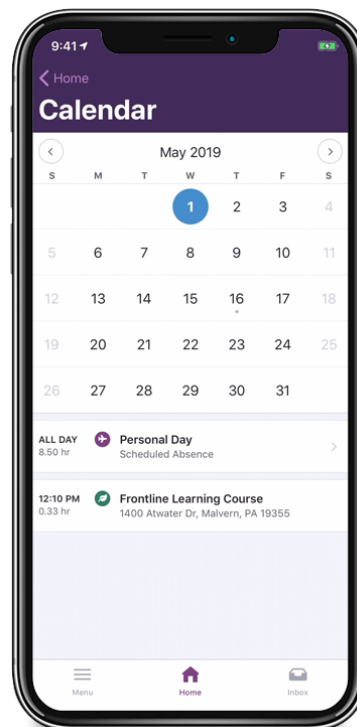 9:41
Home
Calendar
May 2019
S M T W T F S
1 2 3 4
5 6 7 8 9 10 11
12 13 14 15 16 17 18
19 20 21 22 23 24 25
26 27 28 29 30 31
ALL DAY Personal Day
8.50 hr Scheduled Absence
12:10 PM Frontline Learning Course
0.33 hr 1400 Atwater Dr, Malvern, PA 19355
Menu Home Inbox